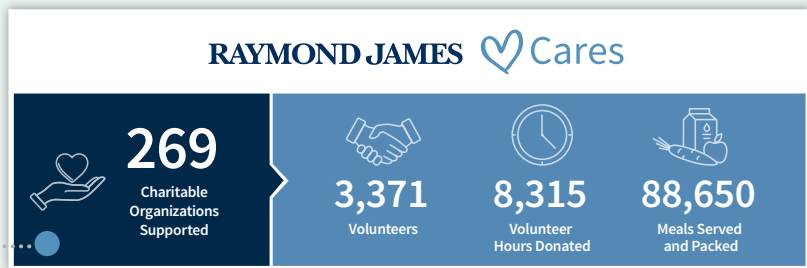 RAYMOND JAMES Cares
269
Charitable
Organizations
Supported
3,371
Volunteers
8,315
Volunteer
Hours Donated
88,650
Meals Served
and Packed